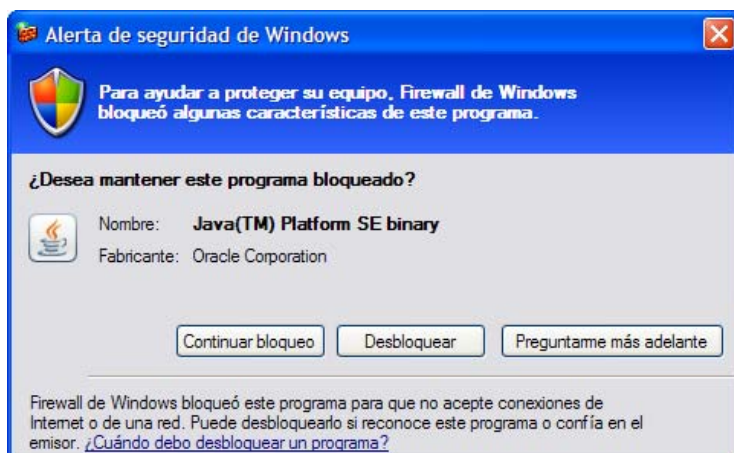 Alerta de seguridad de Windows
Para ayudar a proteger su equipo, Firewall de Windows
bloqueó algunas características de este programa.
¿Desea mantener este programa bloqueado?
Nombre: Java(TM) Platform SE binary
Fabricante: Oracle Corporation
Continuar bloqueo Desbloquear Preguntarme más adelante
Firewall de Windows bloqueó este programa para que no acepte conexiones de
Internet o de una red. Puede desbloquearlo si reconoce este programa o confía en el
emisor. ¿Cuándo debo desbloquear un programa?